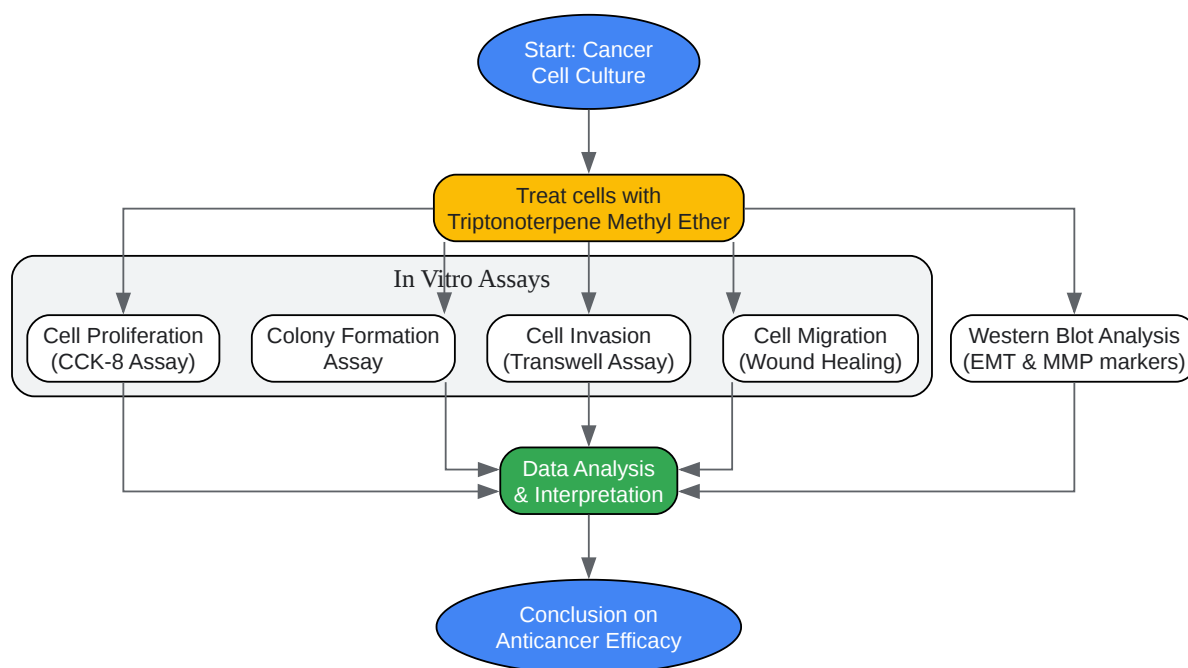 Start: Cancer
Cell Culture
Treat cells with
Triptonoterpene Methyl Ether
In Vitro Assays
Cell Proliferation
(CCK-8 Assay)
Colony Formation
Assay
Cell Invasion
(Transwell Assay)
Cell Migration
(Wound Healing)
Western Blot Analysis
(EMT & MMP markers)
Data Analysis
& Interpretation
Conclusion on
Anticancer Efficacy